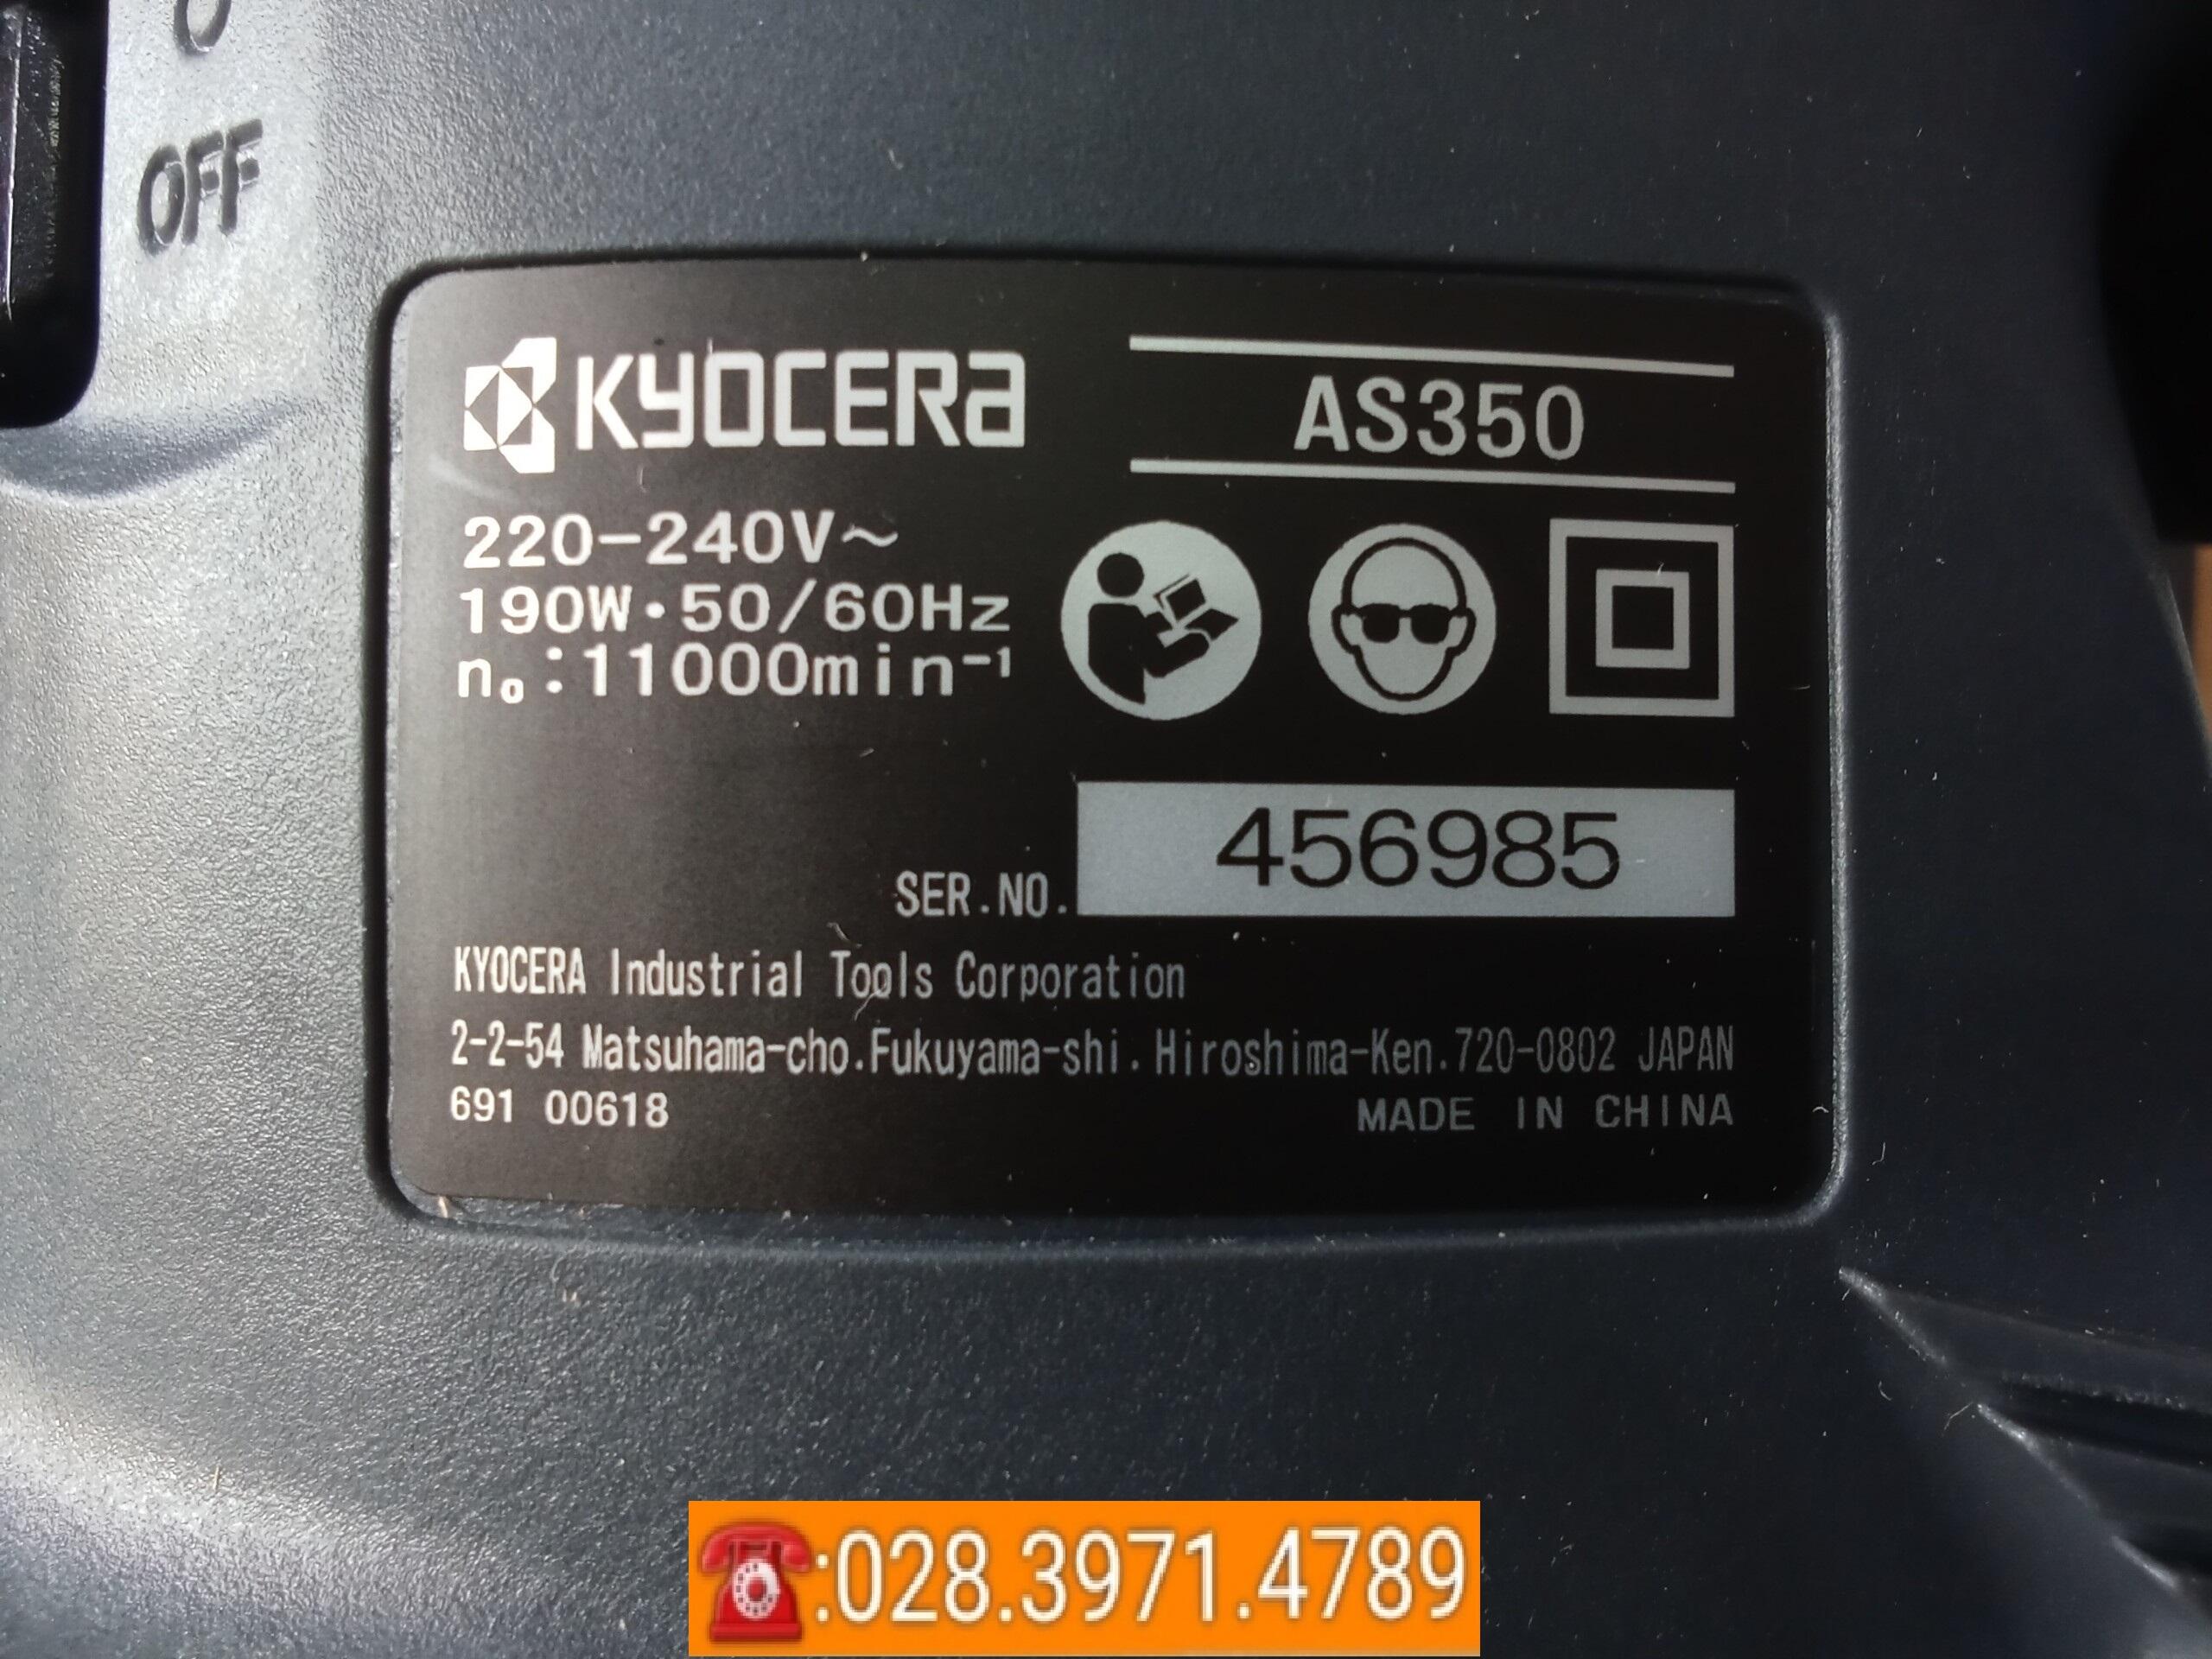 OFF
KYOCERA
AS350
220-240V~
190W·50/60Hz
n₀:11000min⁻¹
SER.NO. 456985
KYOCERA Industrial Tools Corporation
2-2-54 Matsuhama-cho.Fukuyama-shi.Hiroshima-Ken.720-0802 JAPAN
691 00618
MADE IN CHINA
☎:028.3971.4789